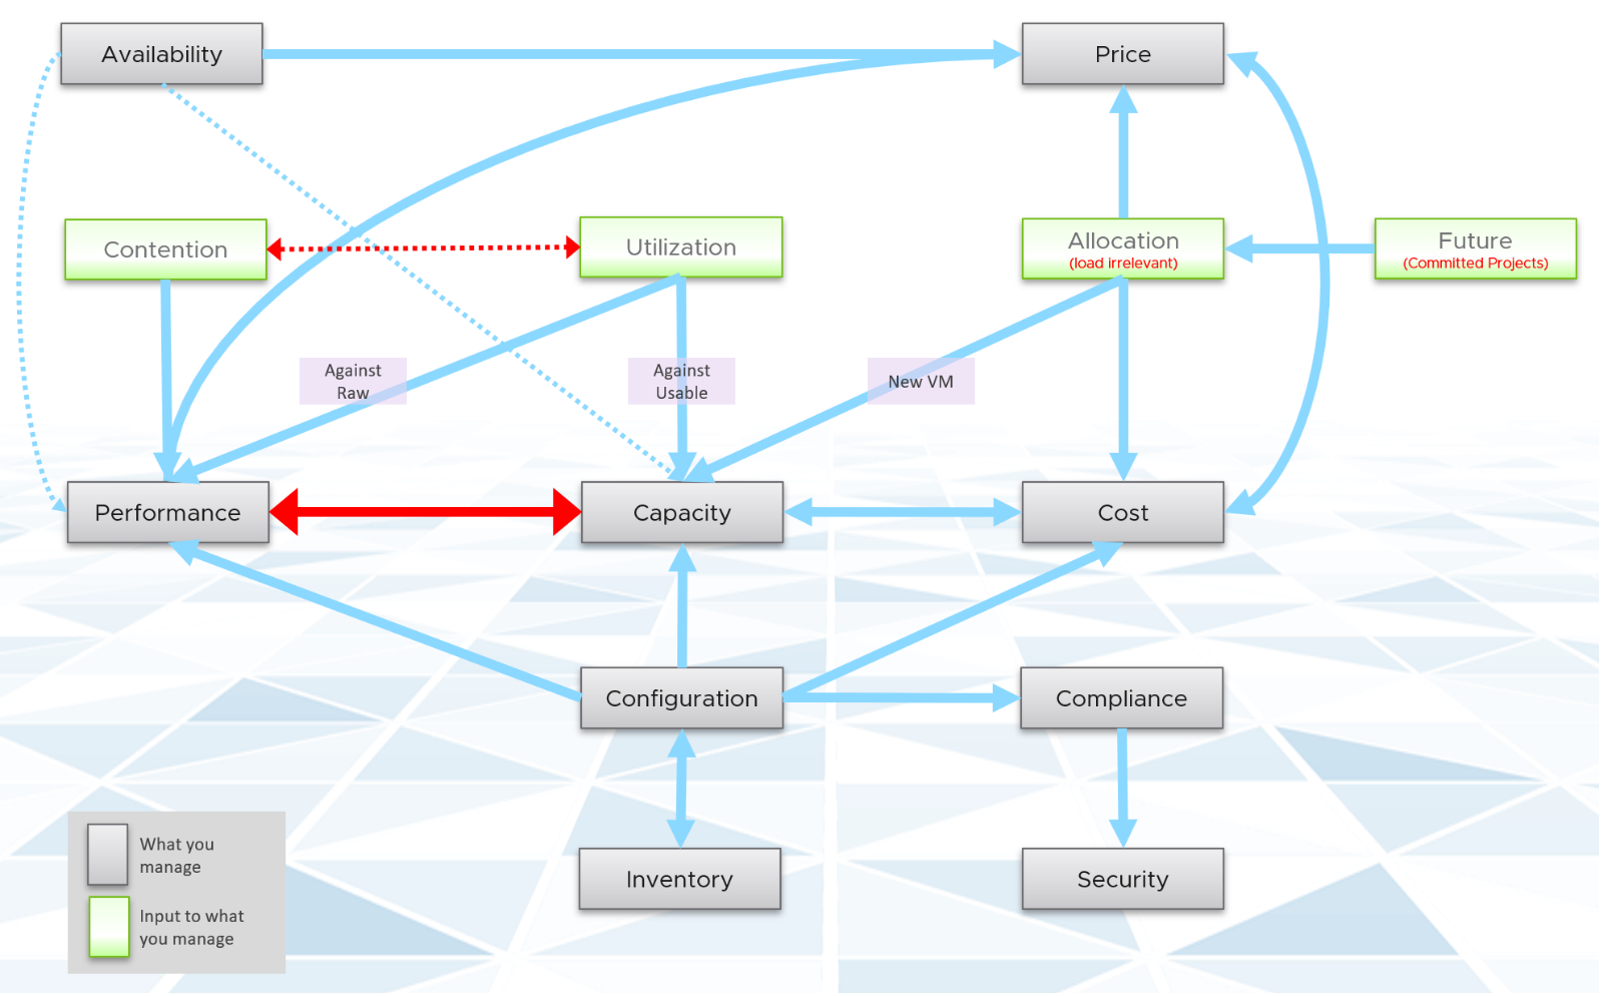 Availability
Price
Contention
Utilization
Allocation
(load irrelevant)
Future
(Committed Projects)
Against
Raw
Against
Usable
New VM
Performance
Capacity
Cost
Configuration
Compliance
Inventory
Security
What you
manage
Input to what
you manage